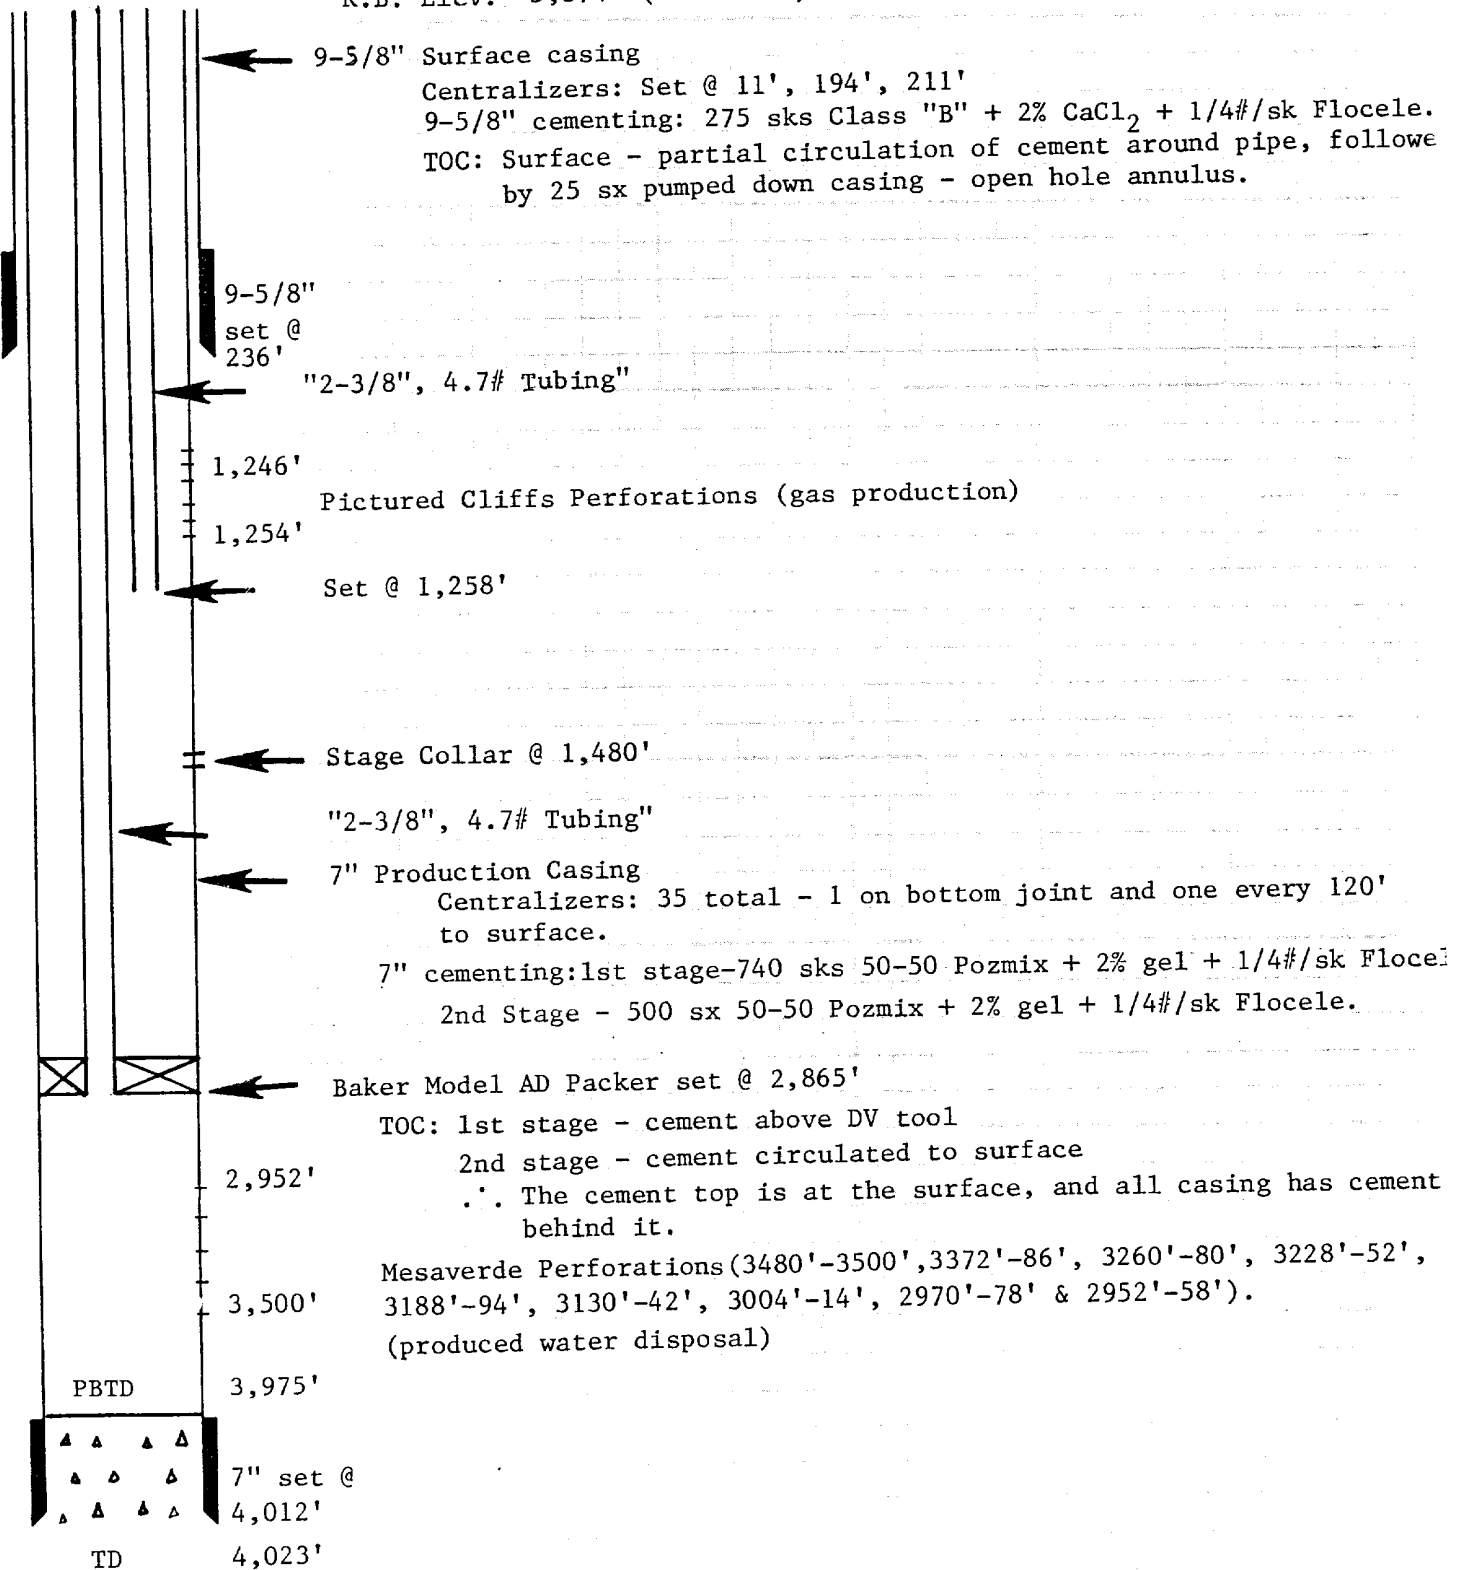 9-5/8" Surface casing
Centralizers: Set @ 11', 194', 211'
9-5/8" cementing: 275 sks Class "B" + 2% CaCl2 + 1/4#/sk Flocele.
TOC: Surface - partial circulation of cement around pipe, followe
by 25 sx pumped down casing - open hole annulus.
9-5/8"
set @
236'
"2-3/8", 4.7# Tubing"
1,246'
Pictured Cliffs Perforations (gas production)
1,254'
Set @ 1,258'
Stage Collar @ 1,480'
"2-3/8", 4.7# Tubing"
7" Production Casing
Centralizers: 35 total - 1 on bottom joint and one every 120'
to surface.
7" cementing:1st stage-740 sks 50-50 Pozmix + 2% gel + 1/4#/sk Flocel
2nd Stage - 500 sx 50-50 Pozmix + 2% gel + 1/4#/sk Flocele.
Baker Model AD Packer set @ 2,865'
TOC: 1st stage - cement above DV tool
2nd stage - cement circulated to surface
2,952'
.˙. The cement top is at the surface, and all casing has cement
behind it.
Mesaverde Perforations(3480'-3500',3372'-86', 3260'-80', 3228'-52',
3188'-94', 3130'-42', 3004'-14', 2970'-78' & 2952'-58').
3,500'
(produced water disposal)
PBTD 3,975'
7" set @
4,012'
TD 4,023'